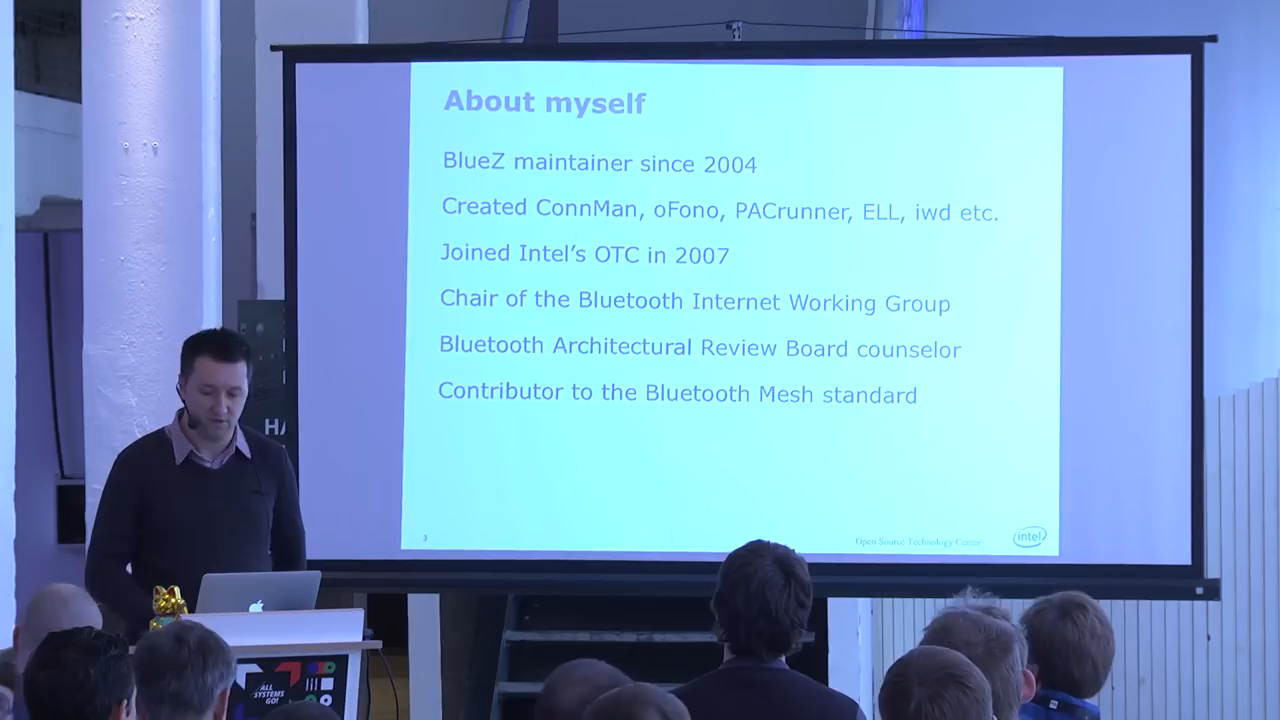 About myself
BlueZ maintainer since 2004
Created ConnMan, oFono, PACrunner, ELL, iwd etc.
Joined Intel's OTC in 2007
Chair of the Bluetooth Internet Working Group
Bluetooth Architectural Review Board counselor
Contributor to the Bluetooth Mesh standard
3
Open Source Technology Center
intel
HA
ALL
SYSTEMS
GO!